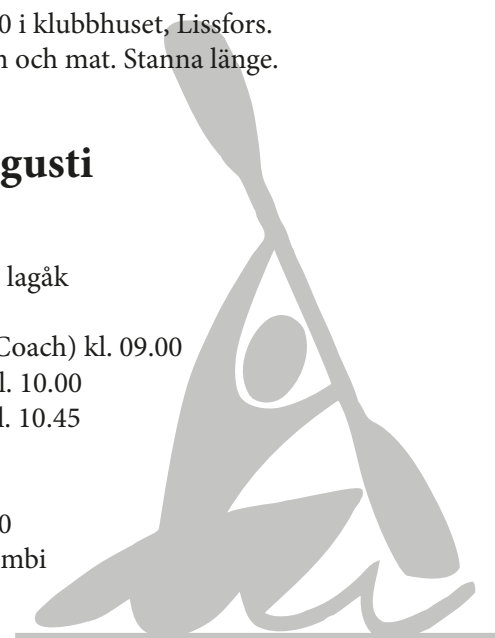 0 i klubbhuset, Lissfors.
och mat. Stanna länge.
gusti
lagåk
Coach) kl. 09.00
l. 10.00
l. 10.45
0
mbi